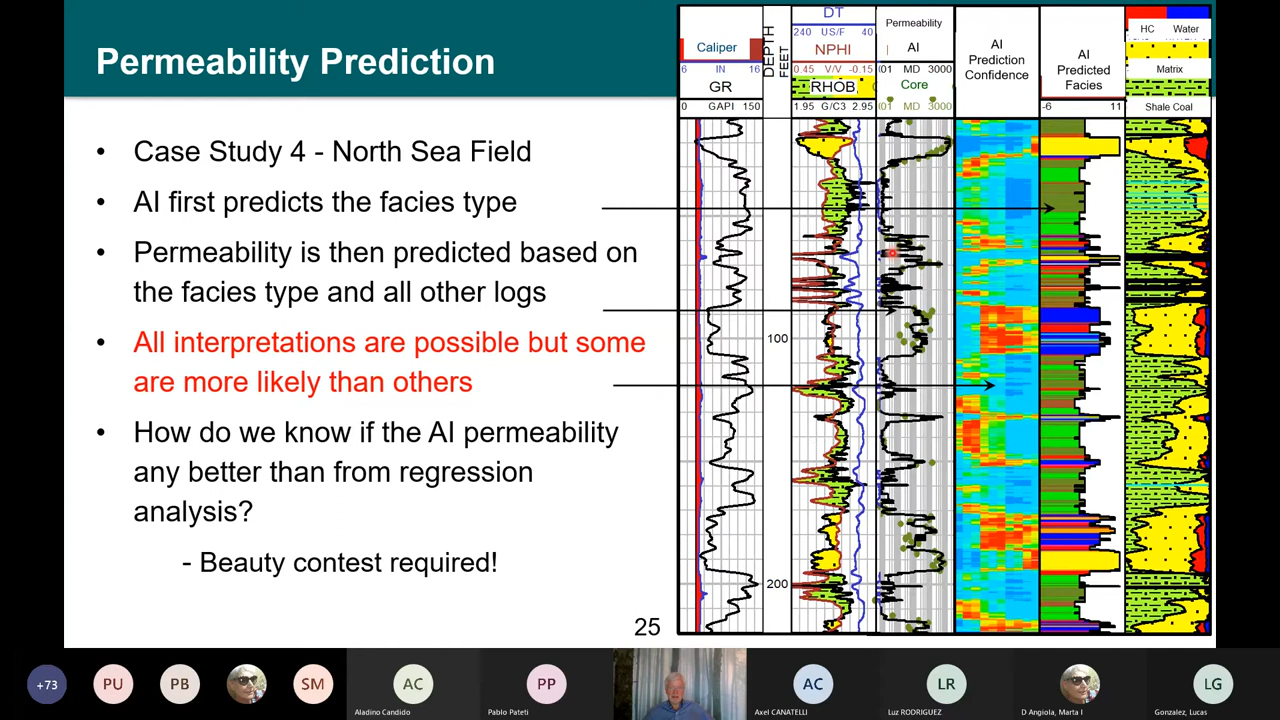 Permeability Prediction
• Case Study 4 - North Sea Field
• AI first predicts the facies type
• Permeability is then predicted based on
the facies type and all other logs
• All interpretations are possible but some
are more likely than others
• How do we know if the AI permeability
any better than from regression
analysis?
- Beauty contest required!
25
Caliper
6 IN 16
GR
0 GAPI 150
DEPTH
FEET
100
200
DT
240 US/F 40
NPHI
0.45 V/V -0.15
RHOB
1.95 G/C3 2.95
Permeability
AI
(01 MD 3000
Core
(01 MD 3000
AI
Prediction
Confidence
AI
Predicted
Facies
-6 11
HC Water
Matrix
Shale Coal
+73
PU
PB
SM
AC
Aladino Candido
PP
Pablo Pateti
AC
Axel CANATELLI
LR
Luz RODRIGUEZ
D Angiola, Marta I
LG
Gonzalez, Lucas